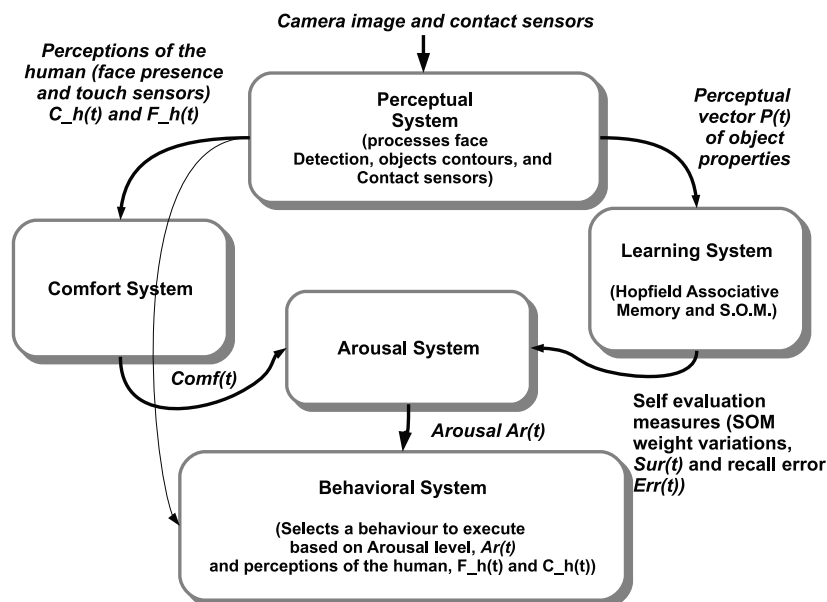 Camera image and contact sensors
Perceptions of the
human (face presence
and touch sensors)
C_h(t) and F_h(t)
Perceptual
System
(processes face
Detection, objects contours, and
Contact sensors)
Perceptual
vector P(t)
of object
properties
Comfort System
Learning System
(Hopfield Associative
Memory and S.O.M.)
Arousal System
Comf(t)
Self evaluation
measures (SOM
weight variations,
Sur(t) and recall error
Err(t))
Arousal Ar(t)
Behavioral System
(Selects a behaviour to execute
based on Arousal level, Ar(t)
and perceptions of the human, F_h(t) and C_h(t))